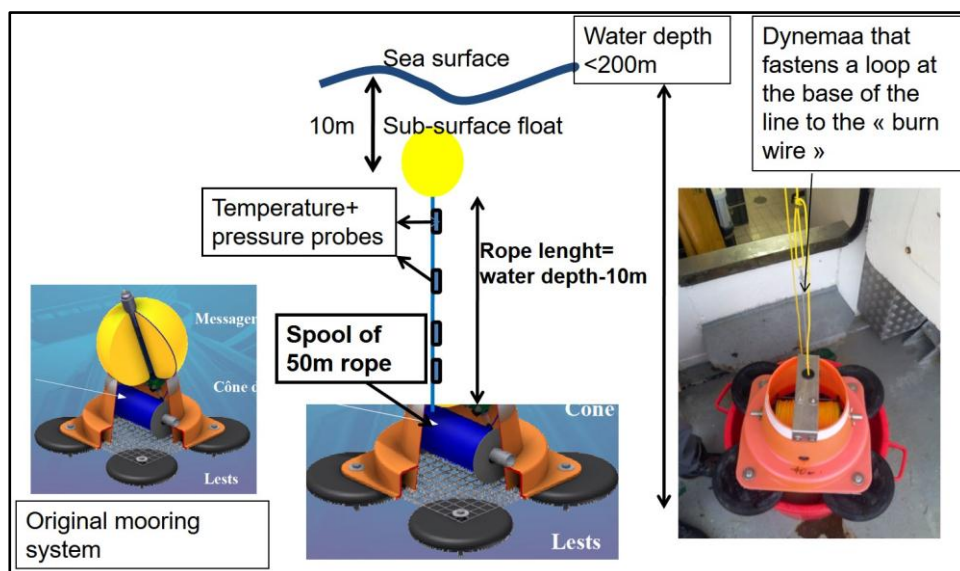 Sea surface
10m
Sub-surface float
Water depth
<200m
Dynemaa that
fastens a loop at
the base of the
line to the « burn
wire »
Temperature+
pressure probes
Rope lenght=
water depth-10m
Spool of
50m rope
Messager
Cône d
Lests
Cone
Lests
Original mooring
system